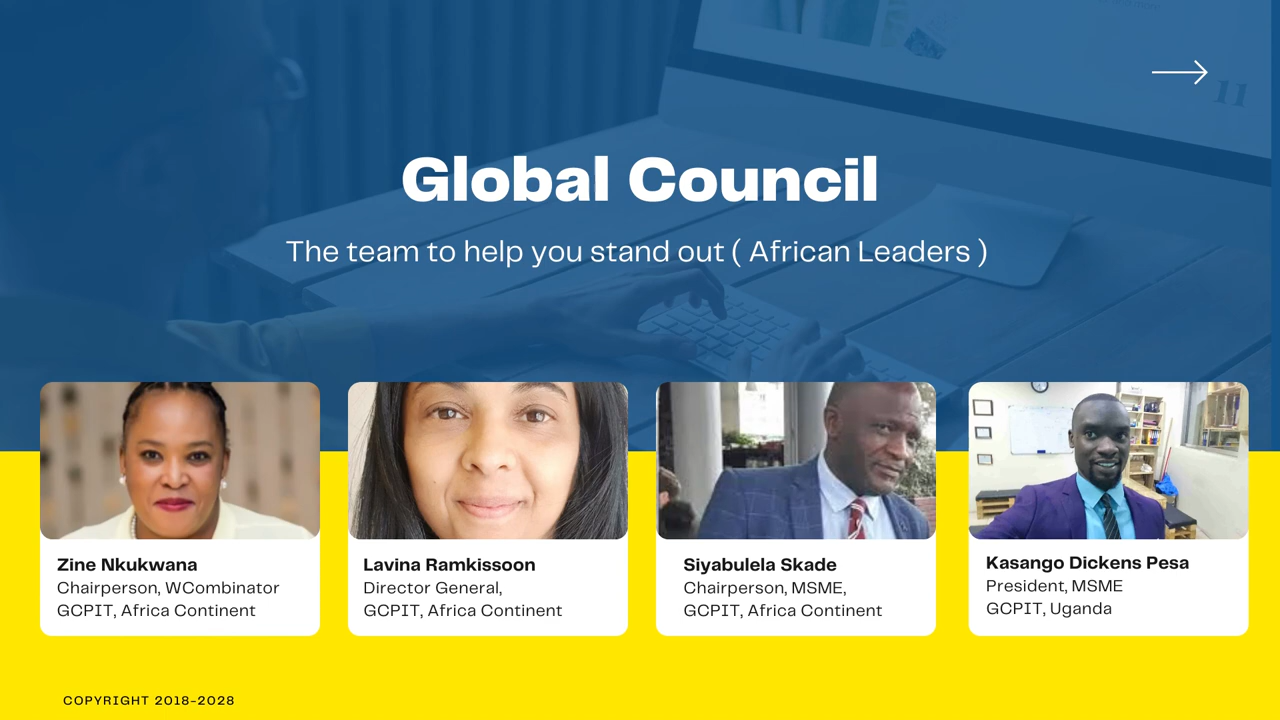 11
Global Council
The team to help you stand out ( African Leaders )
Zine Nkukwana
Chairperson, WCombinator
GCPIT, Africa Continent
Lavina Ramkissoon
Director General,
GCPIT, Africa Continent
Siyabulela Skade
Chairperson, MSME,
GCPIT, Africa Continent
Kasango Dickens Pesa
President, MSME
GCPIT, Uganda
COPYRIGHT 2018-2028